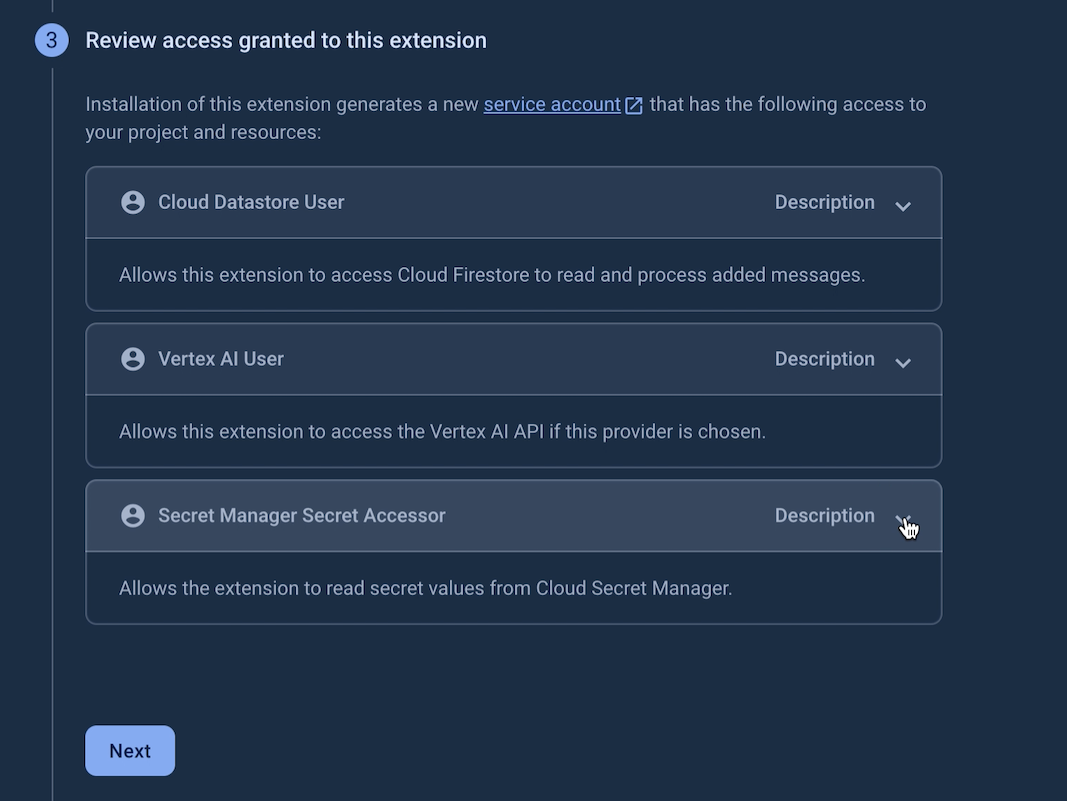 3 Review access granted to this extension
Installation of this extension generates a new service account that has the following access to
your project and resources:
Cloud Datastore User Description
Allows this extension to access Cloud Firestore to read and process added messages.
Vertex AI User Description
Allows this extension to access the Vertex AI API if this provider is chosen.
Secret Manager Secret Accessor Description
Allows the extension to read secret values from Cloud Secret Manager.
Next